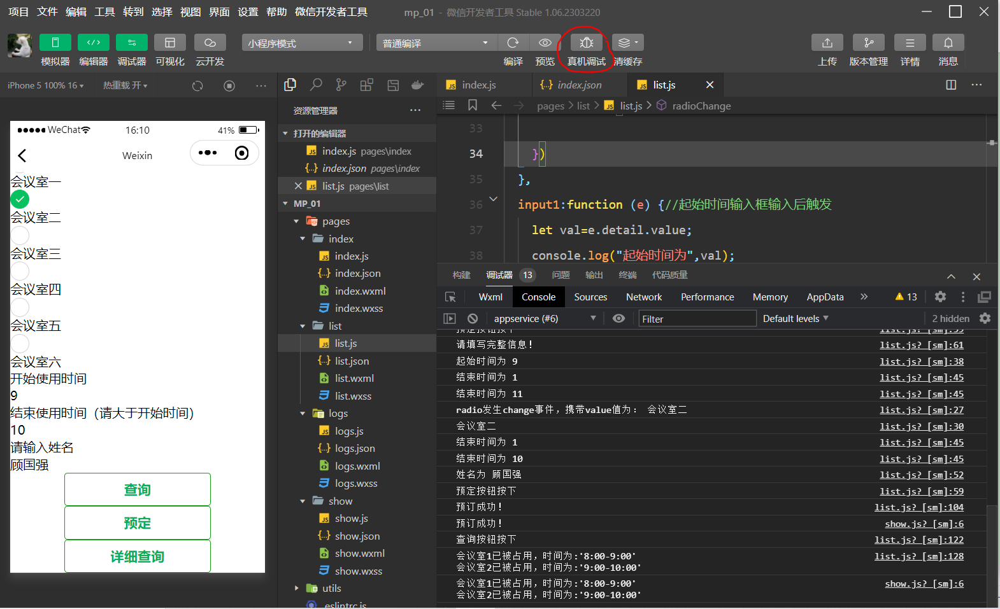 项目 文件 编辑 工具 转到 选择 视图 界面 设置 帮助 微信开发者工具 mp_01 - 微信开发者工具 Stable 1.06.2303220
小程序模式 普通编译
模拟器 编辑器 调试器 可视化 云开发 编译 预览 真机调试 清缓存 上传 版本管理 详情 消息
iPhone 5 100% 16 热重载 开
WeChat 16:10 41%
Weixin
会议室一
会议室二
会议室三
会议室四
会议室五
会议室六
开始使用时间
9
结束使用时间（请大于开始时间）
10
请输入姓名
顾国强
查询
预定
详细查询
资源管理器
打开的编辑器
index.js pages\index
index.json pages\index
list.js pages\list
MP_01
pages
index
index.js
index.json
index.wxml
index.wxss
list
list.js
list.json
list.wxml
list.wxss
logs
logs.js
logs.json
logs.wxml
logs.wxss
show
show.js
show.json
show.wxml
show.wxss
utils
.eslintrc.js
index.js index.json list.js
pages > list > list.js > radioChange
33
34 })
35 },
36 input1:function (e) {//起始时间输入框输入后触发
37 let val=e.detail.value;
38 console.log("起始时间为",val);
构建 调试器 13 问题 输出 终端 代码质量
Wxml Console Sources Network Performance Memory AppData 13
appservice (#6) Filter Default levels 2 hidden
预定按钮按下 list.js? [sm]:59
请填写完整信息! list.js? [sm]:61
起始时间为 9 list.js? [sm]:38
结束时间为 1 list.js? [sm]:45
结束时间为 11 list.js? [sm]:45
radio发生change事件，携带value值为： 会议室二 list.js? [sm]:27
会议室二 list.js? [sm]:30
结束时间为 1 list.js? [sm]:45
结束时间为 10 list.js? [sm]:45
姓名为 顾国强 list.js? [sm]:52
预定按钮按下 list.js? [sm]:59
预订成功! list.js? [sm]:104
预订成功! show.js? [sm]:6
查询按钮按下 list.js? [sm]:122
会议室1已被占用，时间为:'8:00-9:00' list.js? [sm]:128
会议室2已被占用，时间为:'9:00-10:00'
会议室1已被占用，时间为:'8:00-9:00' show.js? [sm]:6
会议室2已被占用，时间为:'9:00-10:00'